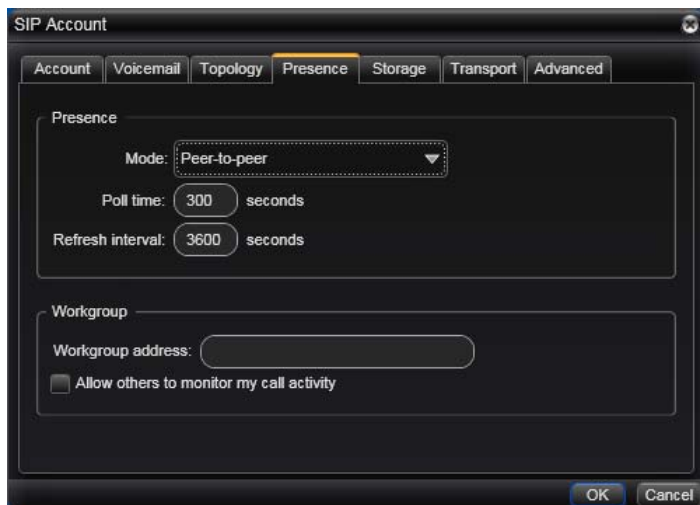 SIP Account
Account Voicemail Topology Presence Storage Transport Advanced
Presence
Mode: Peer-to-peer
Poll time: 300 seconds
Refresh interval: 3600 seconds
Workgroup
Workgroup address:
Allow others to monitor my call activity
OK Cancel